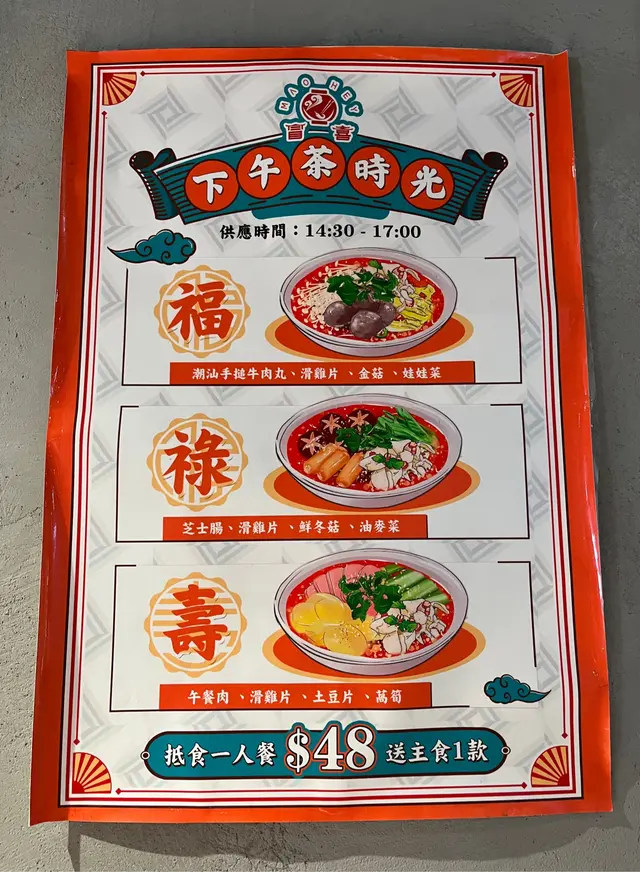 MAO HEY
冒喜
下午茶時光
供應時間：14:30 - 17:00
福
潮汕手搥牛肉丸、滑雞片、金菇、娃娃菜
祿
芝士腸、滑雞片、鮮冬菇、油麥菜
壽
午餐肉、滑雞片、土豆片、萵筍
抵食一人餐 $48 送主食1款